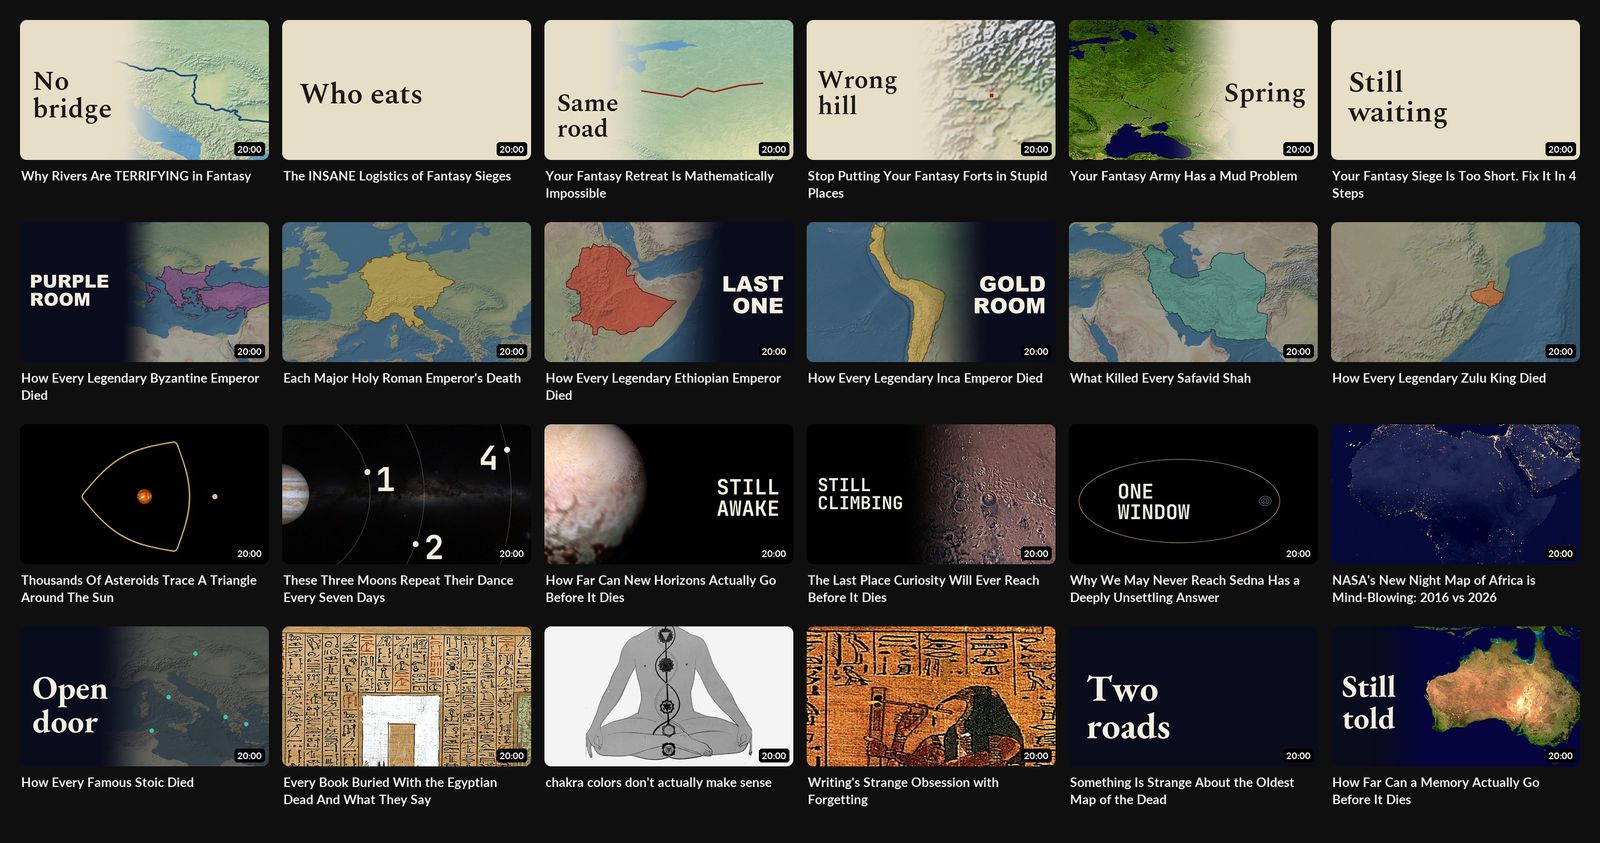 No
bridge
20:00
Who eats
20:00
Same
road
20:00
Wrong
hill
20:00
Spring
20:00
Still
waiting
20:00
Why Rivers Are TERRIFYING in Fantasy
The INSANE Logistics of Fantasy Sieges
Your Fantasy Retreat Is Mathematically
Impossible
Stop Putting Your Fantasy Forts in Stupid
Places
Your Fantasy Army Has a Mud Problem
Your Fantasy Siege Is Too Short. Fix It In 4
Steps
PURPLE
ROOM
20:00
20:00
LAST
ONE
20:00
GOLD
ROOM
20:00
20:00
20:00
How Every Legendary Byzantine Emperor
Died
Each Major Holy Roman Emperor's Death
How Every Legendary Ethiopian Emperor
Died
How Every Legendary Inca Emperor Died
What Killed Every Safavid Shah
How Every Legendary Zulu King Died
20:00
1
4
2
20:00
STILL
AWAKE
20:00
STILL
CLIMBING
20:00
ONE
WINDOW
20:00
20:00
Thousands Of Asteroids Trace A Triangle
Around The Sun
These Three Moons Repeat Their Dance
Every Seven Days
How Far Can New Horizons Actually Go
Before It Dies
The Last Place Curiosity Will Ever Reach
Before It Dies
Why We May Never Reach Sedna Has a
Deeply Unsettling Answer
NASA's New Night Map of Africa is
Mind-Blowing: 2016 vs 2026
Open
door
20:00
20:00
20:00
20:00
Two
roads
20:00
Still
told
20:00
How Every Famous Stoic Died
Every Book Buried With the Egyptian
Dead And What They Say
chakra colors don't actually make sense
Writing's Strange Obsession with
Forgetting
Something Is Strange About the Oldest
Map of the Dead
How Far Can a Memory Actually Go
Before It Dies